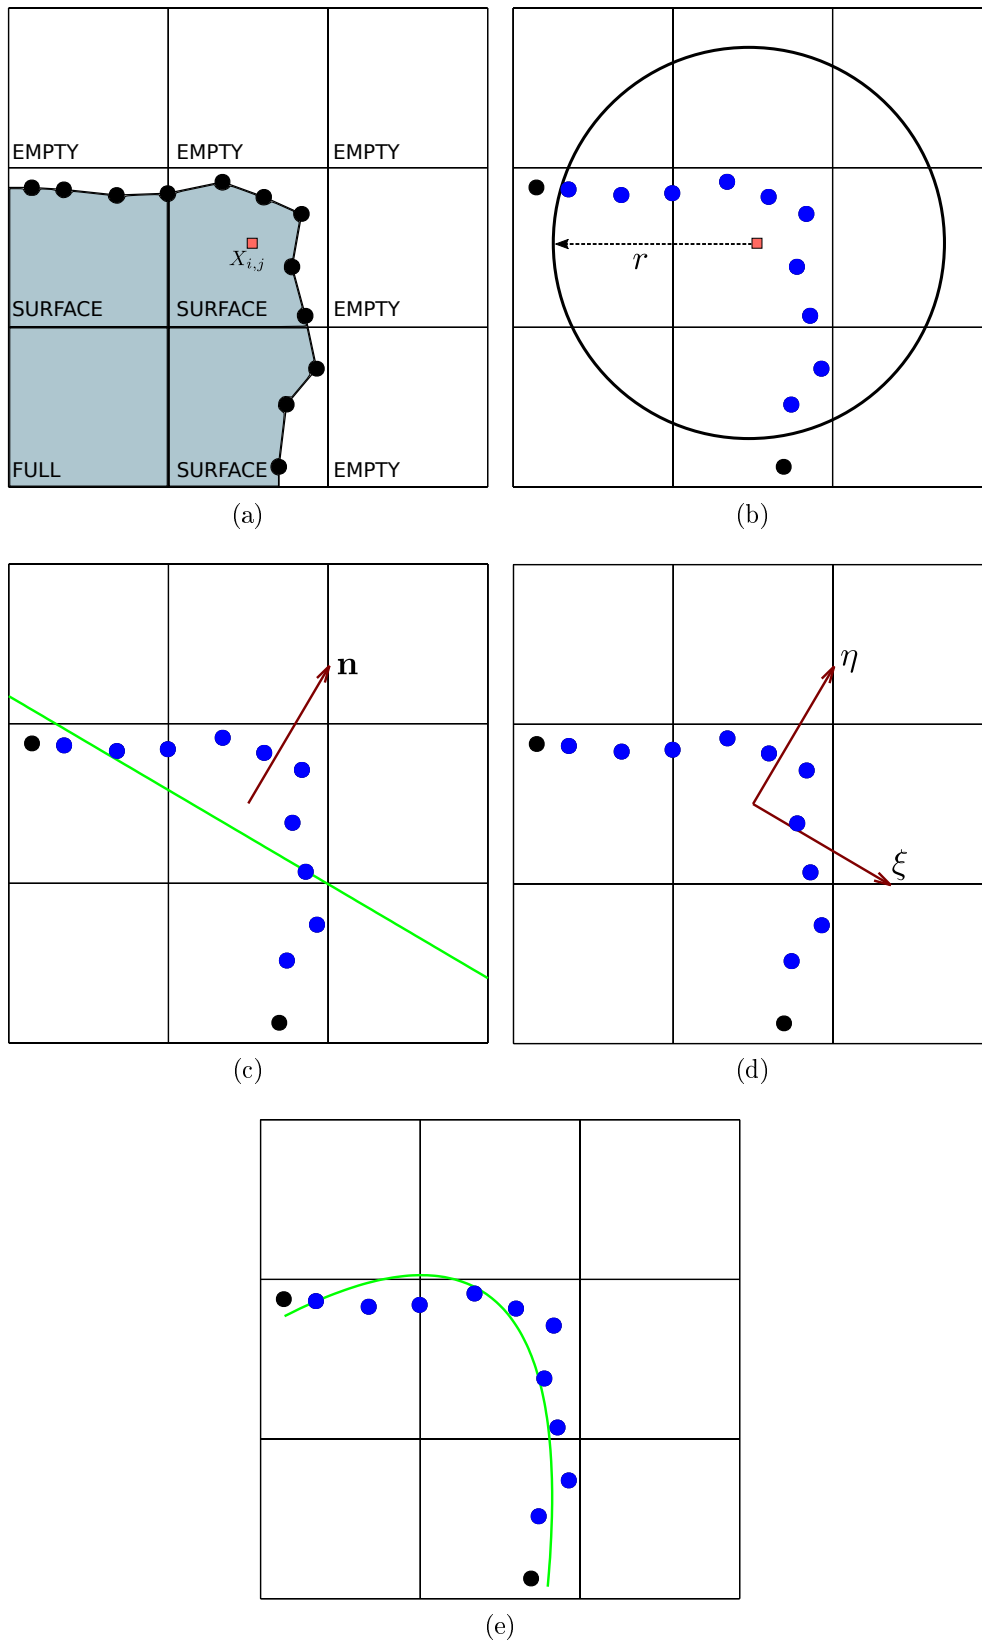 EMPTY EMPTY EMPTY
X_{i,j}
SURFACE SURFACE EMPTY
FULL SURFACE EMPTY
(a)
r
(b)
n
(c)
η
ξ
(d)
(e)